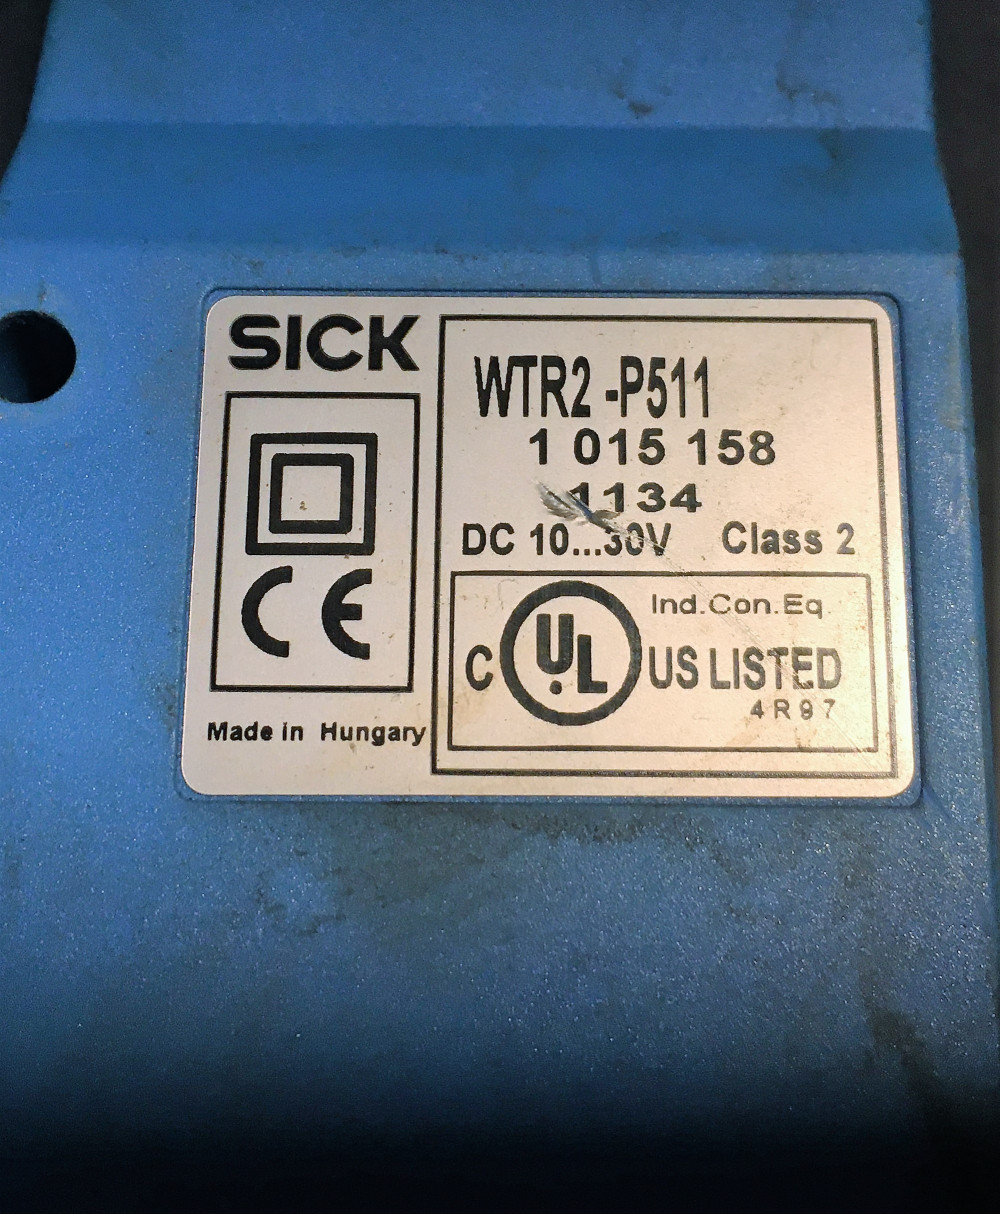 SICK
WTR2 -P511
1 015 158
1134
DC 10...30V Class 2
CE
Made in Hungary
Ind.Con.Eq.
C UL US LISTED
4R97